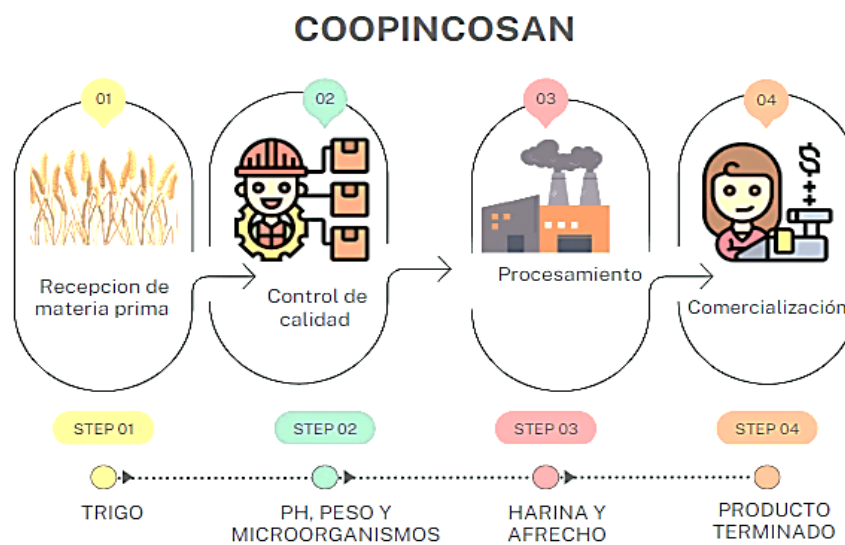 COOPINCOSAN
01
02
03
04
Recepcion de
materia prima
Control de
calidad
Procesamiento
Comercialización
STEP 01
STEP 02
STEP 03
STEP 04
TRIGO
PH, PESO Y
MICROORGANISMOS
HARINA Y
AFRECHO
PRODUCTO
TERMINADO